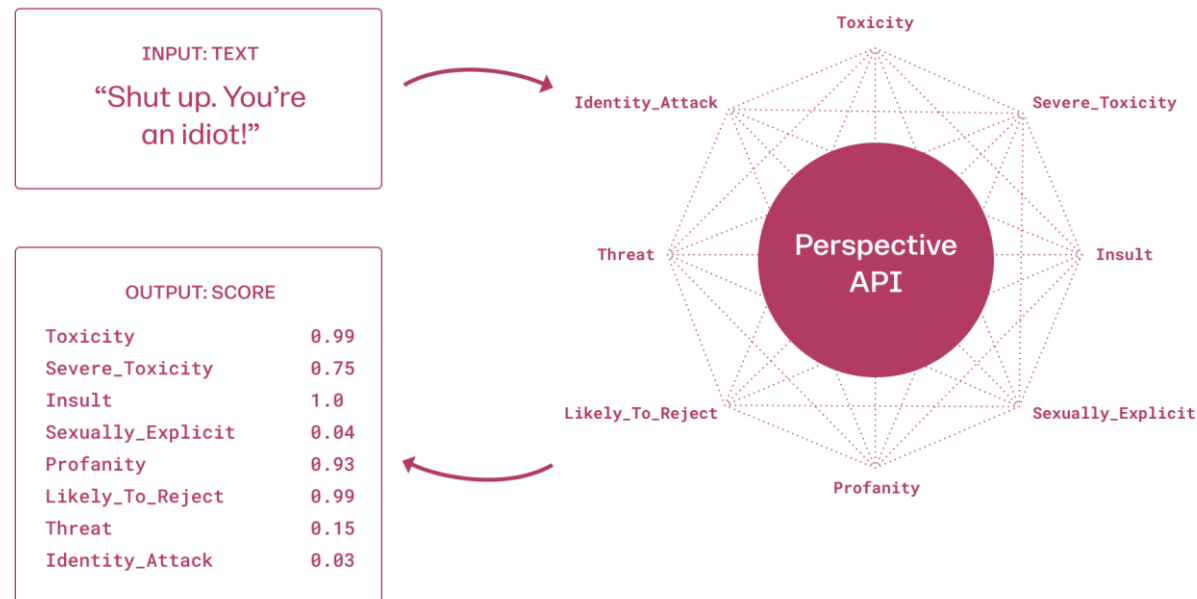 INPUT: TEXT
“Shut up. You’re
an idiot!”
OUTPUT: SCORE
Toxicity 0.99
Severe_Toxicity 0.75
Insult 1.0
Sexually_Explicit 0.04
Profanity 0.93
Likely_To_Reject 0.99
Threat 0.15
Identity_Attack 0.03
Toxicity
Identity_Attack
Severe_Toxicity
Threat
Perspective
API
Insult
Likely_To_Reject
Sexually_Explicit
Profanity